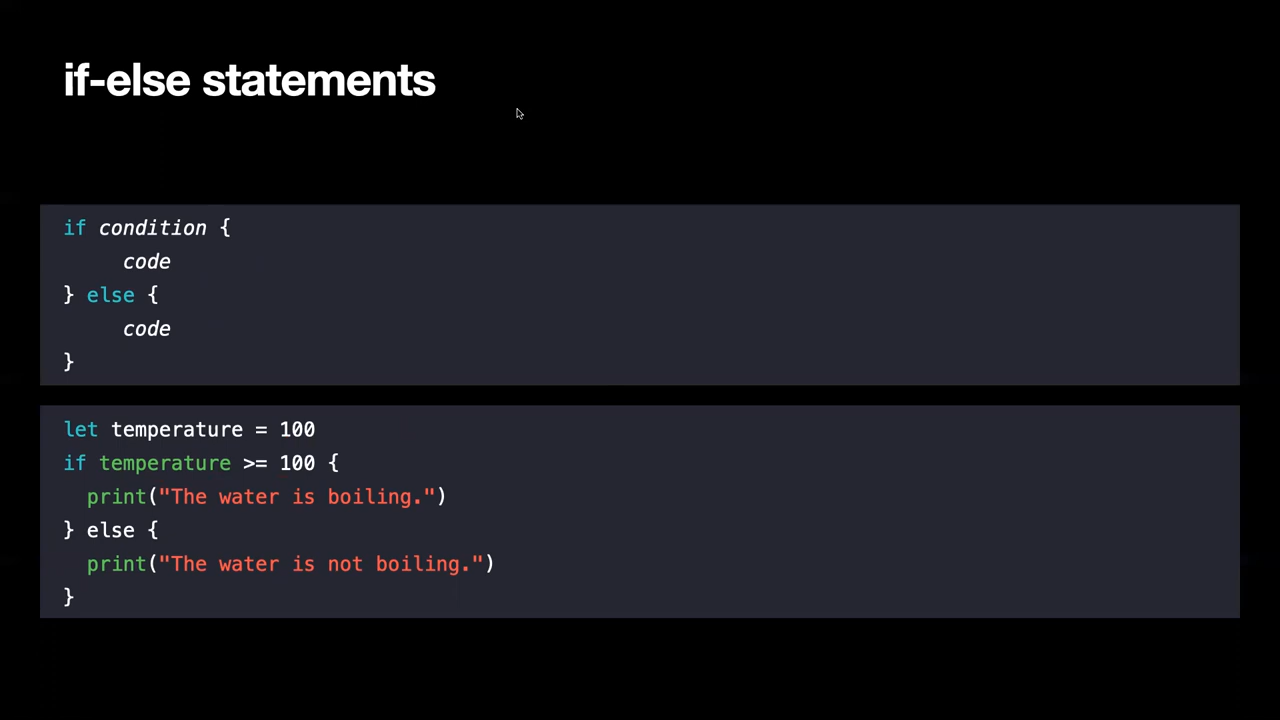 if-else statements
if condition {
code
} else {
code
}
let temperature = 100
if temperature >= 100 {
print("The water is boiling.")
} else {
print("The water is not boiling.")
}